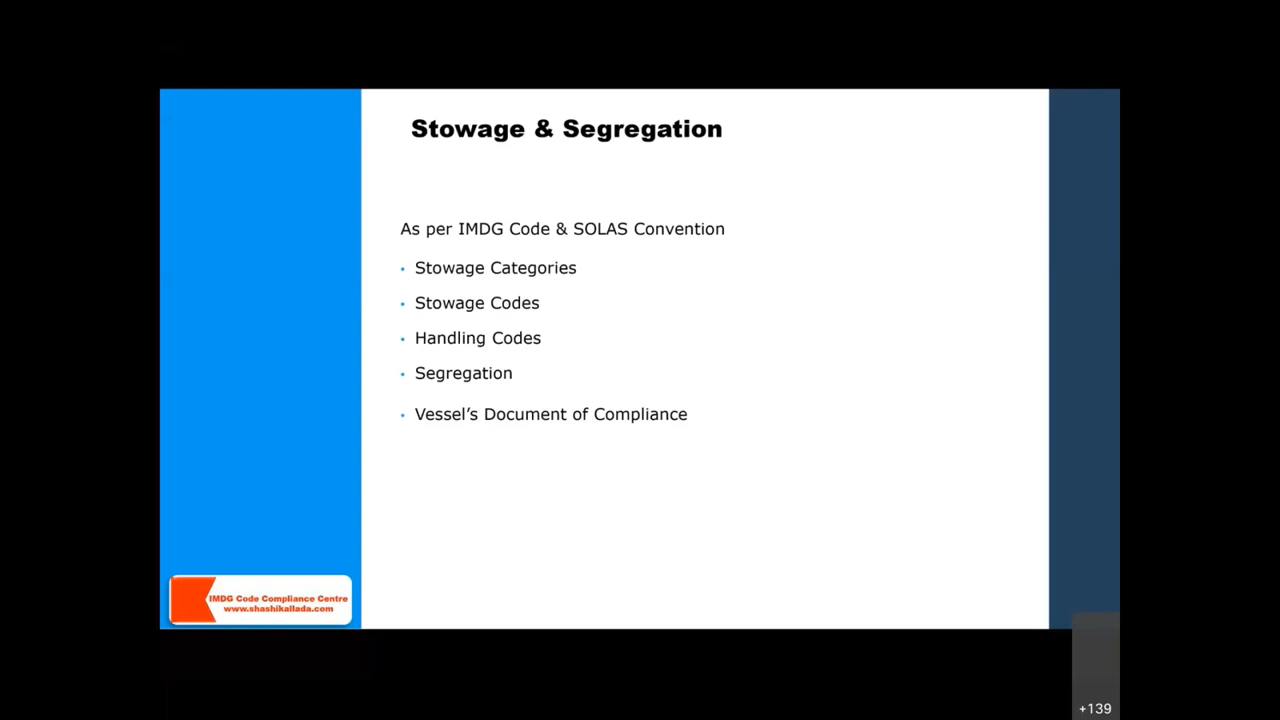 Stowage & Segregation
As per IMDG Code & SOLAS Convention
• Stowage Categories
• Stowage Codes
• Handling Codes
• Segregation
• Vessel’s Document of Compliance
IMDG Code Compliance Centre
www.shashikallada.com
+139